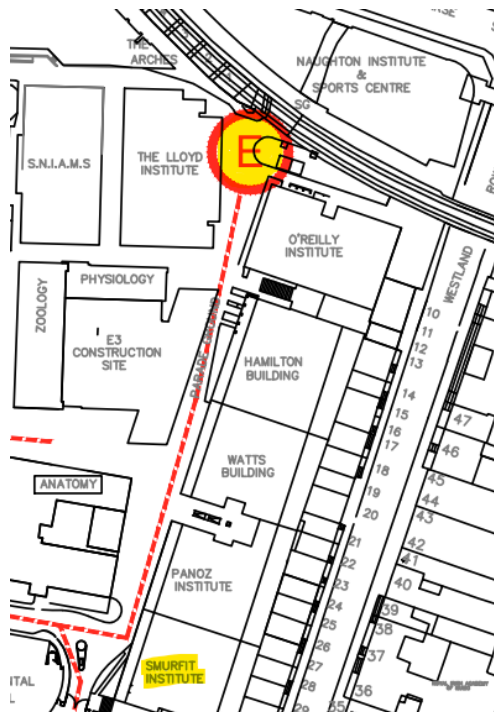 THE
ARCHES
NAUGHTON INSTITUTE
&
SPORTS CENTRE
SG
E
S.N.I.A.M.S
THE LLOYD
INSTITUTE
O'REILLY
INSTITUTE
WESTLAND
ZOOLOGY
PHYSIOLOGY
E3
CONSTRUCTION
SITE
PARADE GROUND
HAMILTON
BUILDING
10
11
12
13
14
15
16
17
18
19
20
21
22
23
24
25
26
27
28
29
47
46
45
44
43
42
41
40
39
38
37
36
35
WATTS
BUILDING
ANATOMY
PANOZ
INSTITUTE
SMURFIT
INSTITUTE
A
ITAL
L